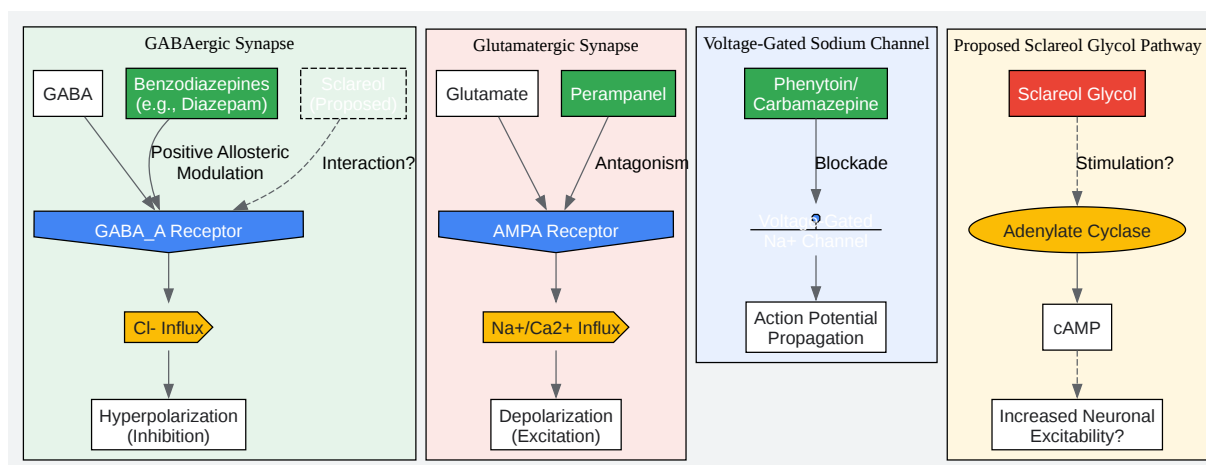 GABAergic Synapse
GABA
Benzodiazepines
(e.g., Diazepam)
Sclareol
(Proposed)
Positive Allosteric
Modulation
Interaction?
GABA_A Receptor
Cl- Influx
Hyperpolarization
(Inhibition)
Glutamatergic Synapse
Glutamate
Perampanel
Antagonism
AMPA Receptor
Na+/Ca2+ Influx
Depolarization
(Excitation)
Voltage-Gated Sodium Channel
Phenytoin/
Carbamazepine
Blockade
Voltage-Gated
Na+ Channel
Action Potential
Propagation
Proposed Sclareol Glycol Pathway
Sclareol Glycol
Stimulation?
Adenylate Cyclase
cAMP
Increased Neuronal
Excitability?